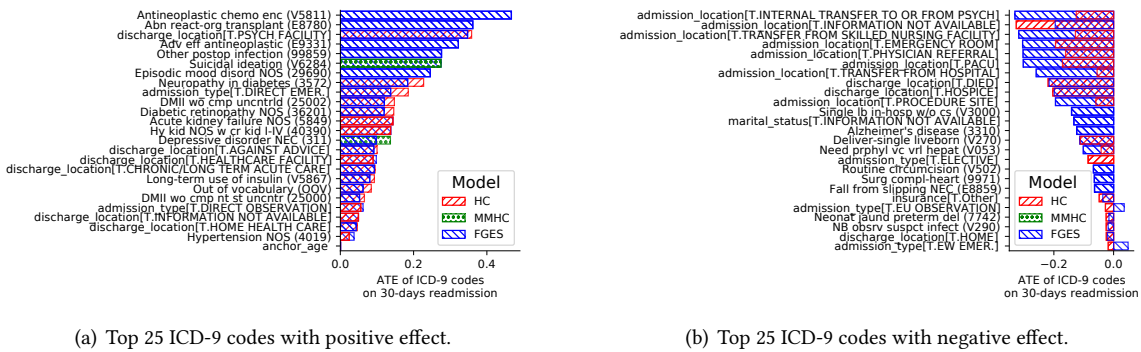 Antineoplastic chemo enc (V5811)
Abn react-org transplant (E8780)
discharge_location[T.PSYCH FACILITY]
Adv eff antineoplastic (E9331)
Other postop infection (99859)
Suicidal ideation (V6284)
Episodic mood disord NOS (29690)
Neuropathy in diabetes (3572)
admission_type[T.DIRECT EMER.]
DMII wo cmp uncntrld (25002)
Diabetic retinopathy NOS (36201)
Acute kidney failure NOS (5849)
Hy kid NOS w cr kid I-IV (40390)
Depressive disorder NEC (311)
discharge_location[T.AGAINST ADVICE]
discharge_location[T.HEALTHCARE FACILITY]
discharge_location[T.CHRONIC/LONG TERM ACUTE CARE]
Long-term use of insulin (V5867)
Out of vocabulary (OOV)
DMII wo cmp nt st uncntr (25000)
admission_type[T.DIRECT OBSERVATION]
discharge_location[T.INFORMATION NOT AVAILABLE]
discharge_location[T.HOME HEALTH CARE]
Hypertension NOS (4019)
anchor_age
Model
HC
MMHC
FGES
0.0 0.2 0.4
ATE of ICD-9 codes
on 30-days readmission
(a) Top 25 ICD-9 codes with positive effect.
admission_location[T.INTERNAL TRANSFER TO OR FROM PSYCH]
admission_location[T.INFORMATION NOT AVAILABLE]
admission_location[T.TRANSFER FROM SKILLED NURSING FACILITY]
admission_location[T.EMERGENCY ROOM]
admission_location[T.PHYSICIAN REFERRAL]
admission_location[T.PACU]
admission_location[T.TRANSFER FROM HOSPITAL]
discharge_location[T.DIED]
discharge_location[T.HOSPICE]
admission_location[T.PROCEDURE SITE]
Single lb in-hosp w/o cs (V3000)
marital_status[T.INFORMATION NOT AVAILABLE]
Alzheimer's disease (3310)
Deliver-single liveborn (V270)
Need prphyl vc vrl hepat (V053)
admission_type[T.ELECTIVE]
Routine circumcision (V502)
Surg compl-heart (9971)
Fall from slipping NEC (E8859)
insurance[T.Other]
admission_type[T.EU OBSERVATION]
Neonat jaund preterm del (7742)
NB obsrv suspct infect (V290)
discharge_location[T.HOME]
admission_type[T.EW EMER.]
Model
HC
MMHC
FGES
−0.2 0.0
ATE of ICD-9 codes
on 30-days readmission
(b) Top 25 ICD-9 codes with negative effect.